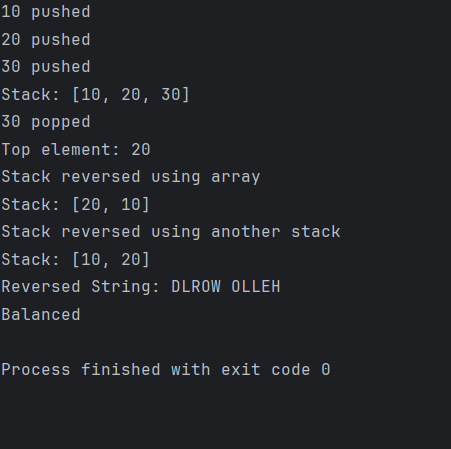 10 pushed
20 pushed
30 pushed
Stack: [10, 20, 30]
30 popped
Top element: 20
Stack reversed using array
Stack: [20, 10]
Stack reversed using another stack
Stack: [10, 20]
Reversed String: DLROW OLLEH
Balanced
Process finished with exit code 0